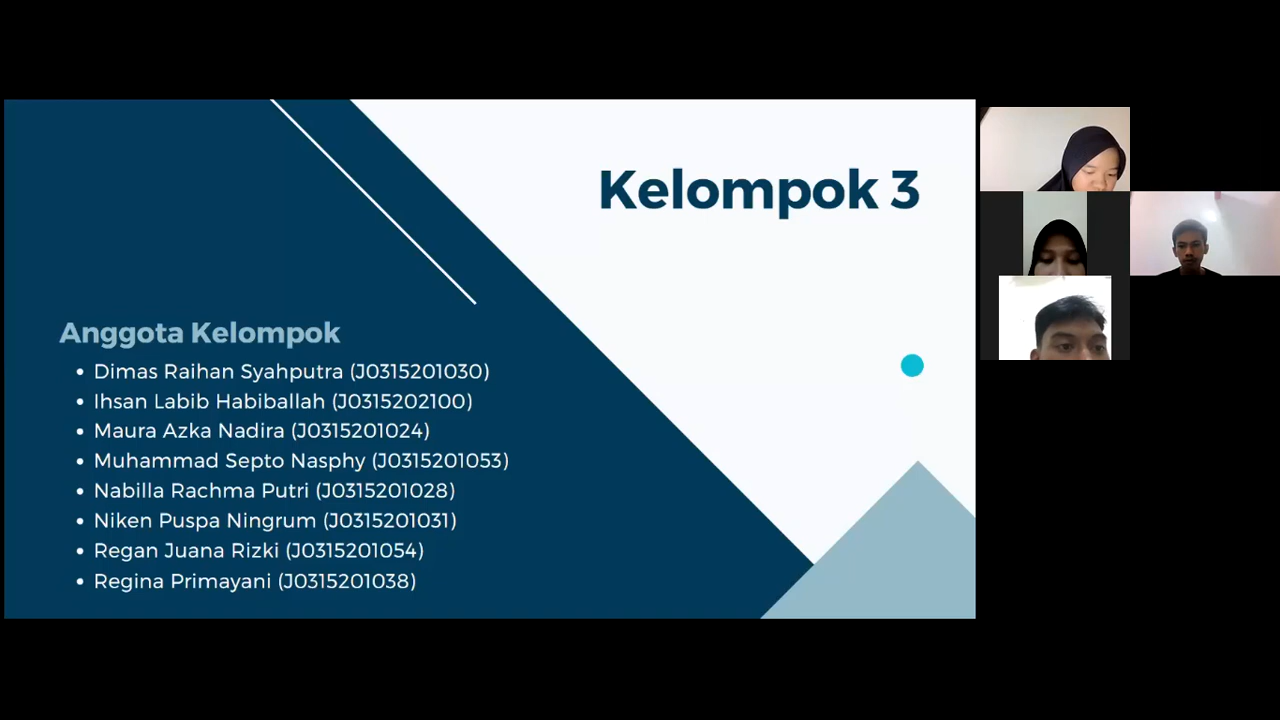 Kelompok 3
Anggota Kelompok
• Dimas Raihan Syahputra (J0315201030)
• Ihsan Labib Habiballah (J0315202100)
• Maura Azka Nadira (J0315201024)
• Muhammad Septo Nasphy (J0315201053)
• Nabilla Rachma Putri (J0315201028)
• Niken Puspa Ningrum (J0315201031)
• Regan Juana Rizki (J0315201054)
• Regina Primayani (J0315201038)